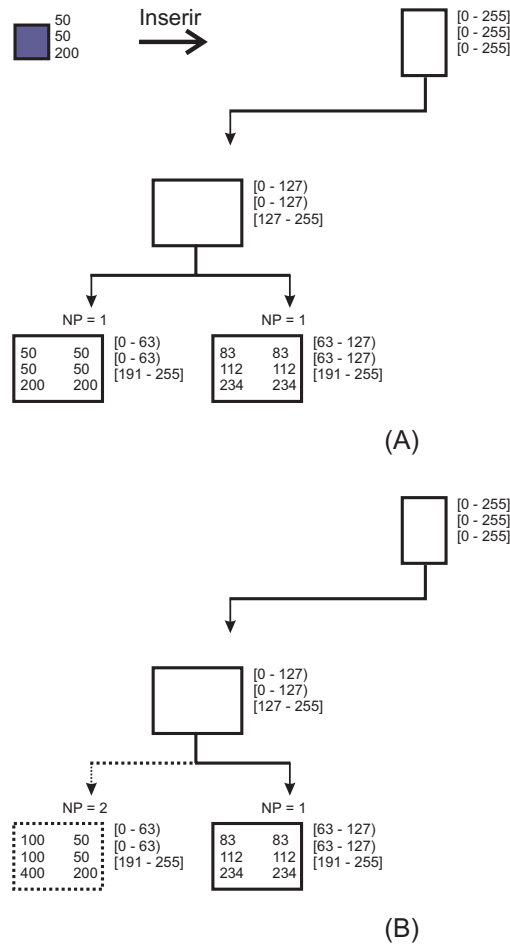 50
50
200
Inserir
[0 - 255]
[0 - 255]
[0 - 255]
[0 - 127)
[0 - 127)
[127 - 255]
NP = 1
[0 - 63)
[0 - 63)
[191 - 255]
50 50
50 50
200 200
NP = 1
[63 - 127)
[63 - 127)
[191 - 255]
83 83
112 112
234 234
(A)
[0 - 255]
[0 - 255]
[0 - 255]
[0 - 127)
[0 - 127)
[127 - 255]
NP = 2
[0 - 63)
[0 - 63)
[191 - 255]
100 50
100 50
400 200
NP = 1
[63 - 127)
[63 - 127)
[191 - 255]
83 83
112 112
234 234
(B)